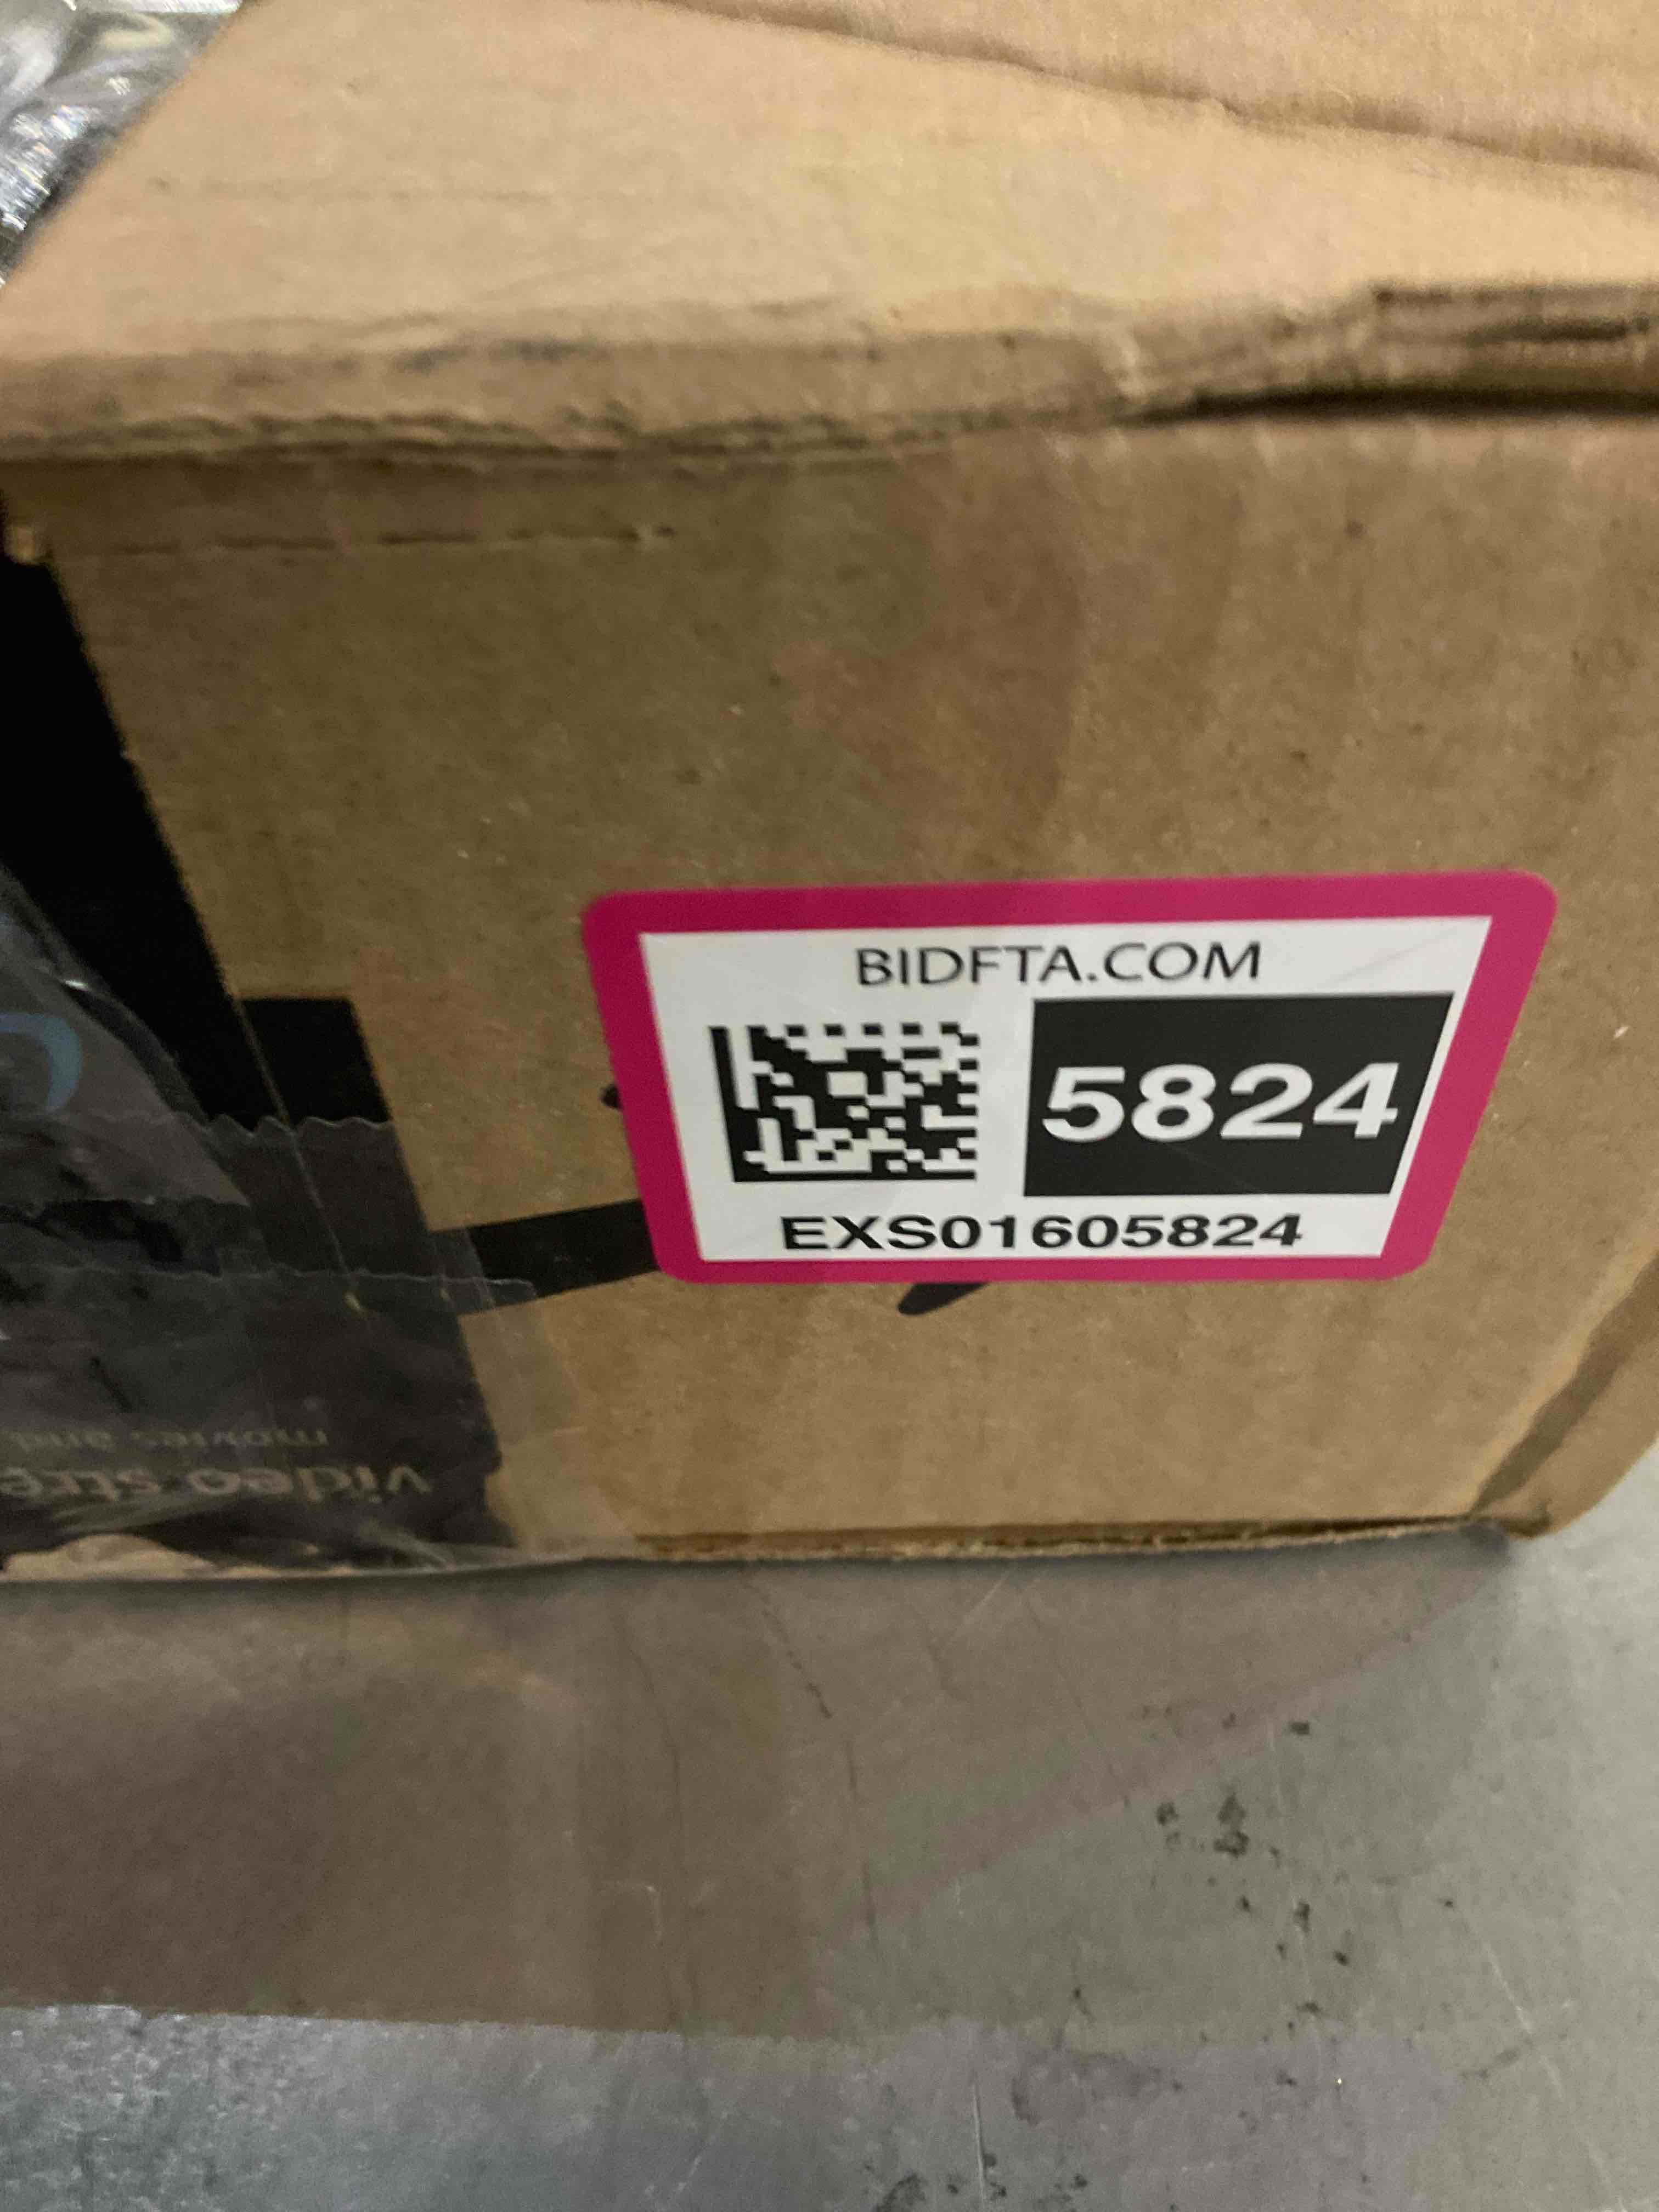 BIDFTA.COM
5824
EXS01605824
movies and
video stre